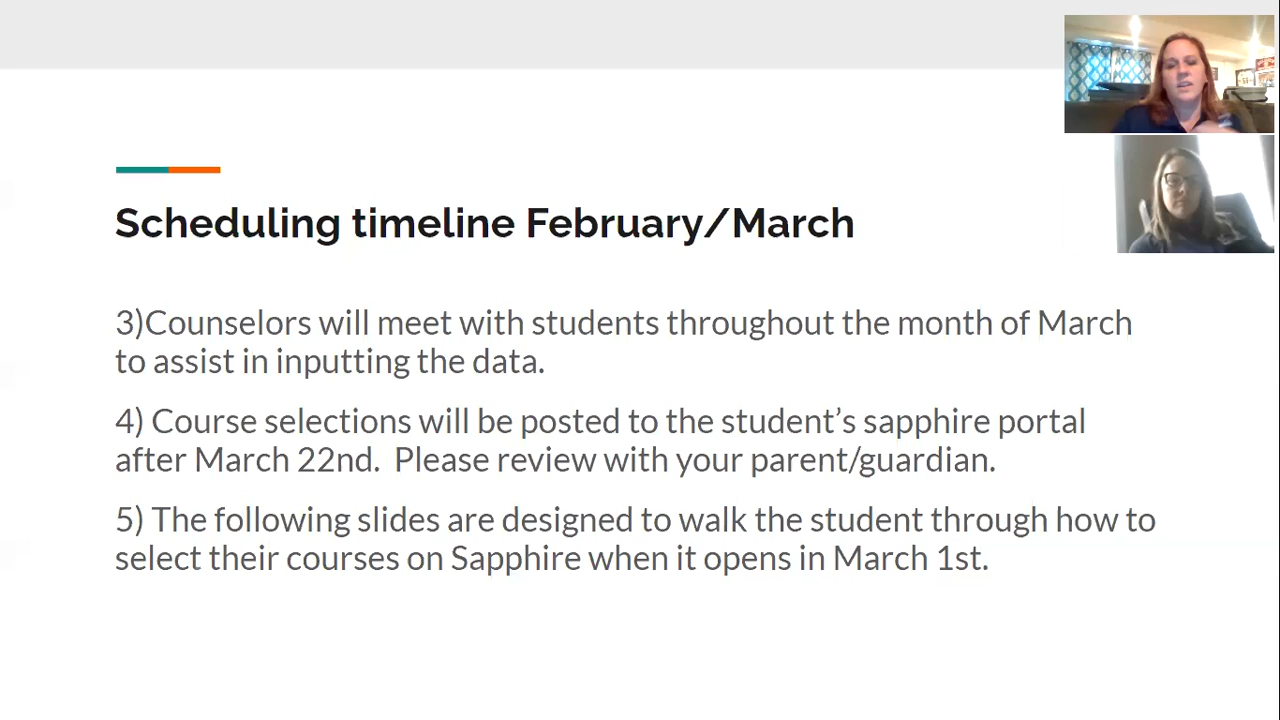 Scheduling timeline February/March
3)Counselors will meet with students throughout the month of March
to assist in inputting the data.
4) Course selections will be posted to the student’s sapphire portal
after March 22nd.  Please review with your parent/guardian.
5) The following slides are designed to walk the student through how to
select their courses on Sapphire when it opens in March 1st.